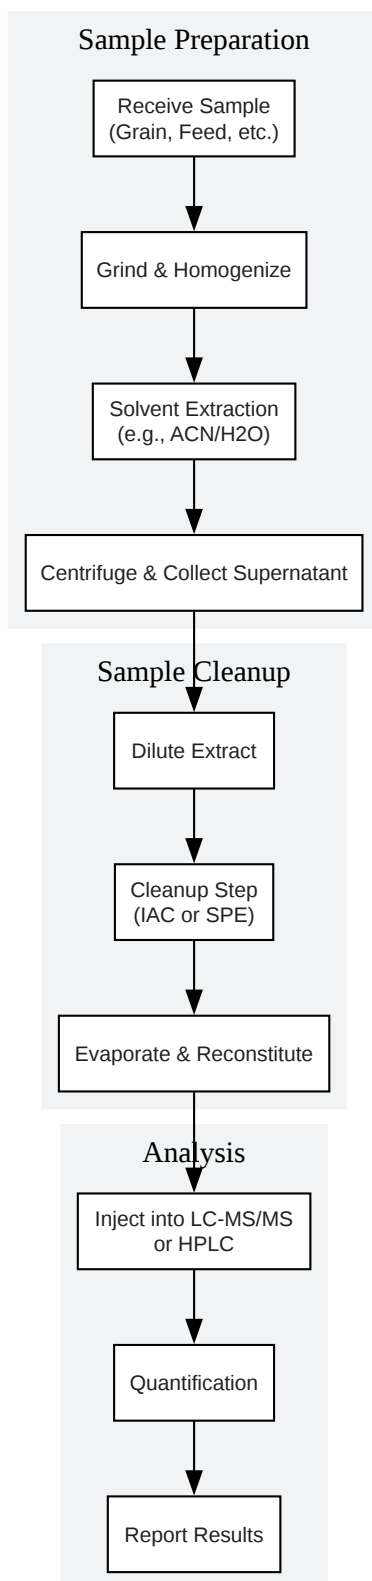 Sample Preparation
Receive Sample
(Grain, Feed, etc.)
Grind & Homogenize
Solvent Extraction
(e.g., ACN/H2O)
Centrifuge & Collect Supernatant
Sample Cleanup
Dilute Extract
Cleanup Step
(IAC or SPE)
Evaporate & Reconstitute
Analysis
Inject into LC-MS/MS
or HPLC
Quantification
Report Results